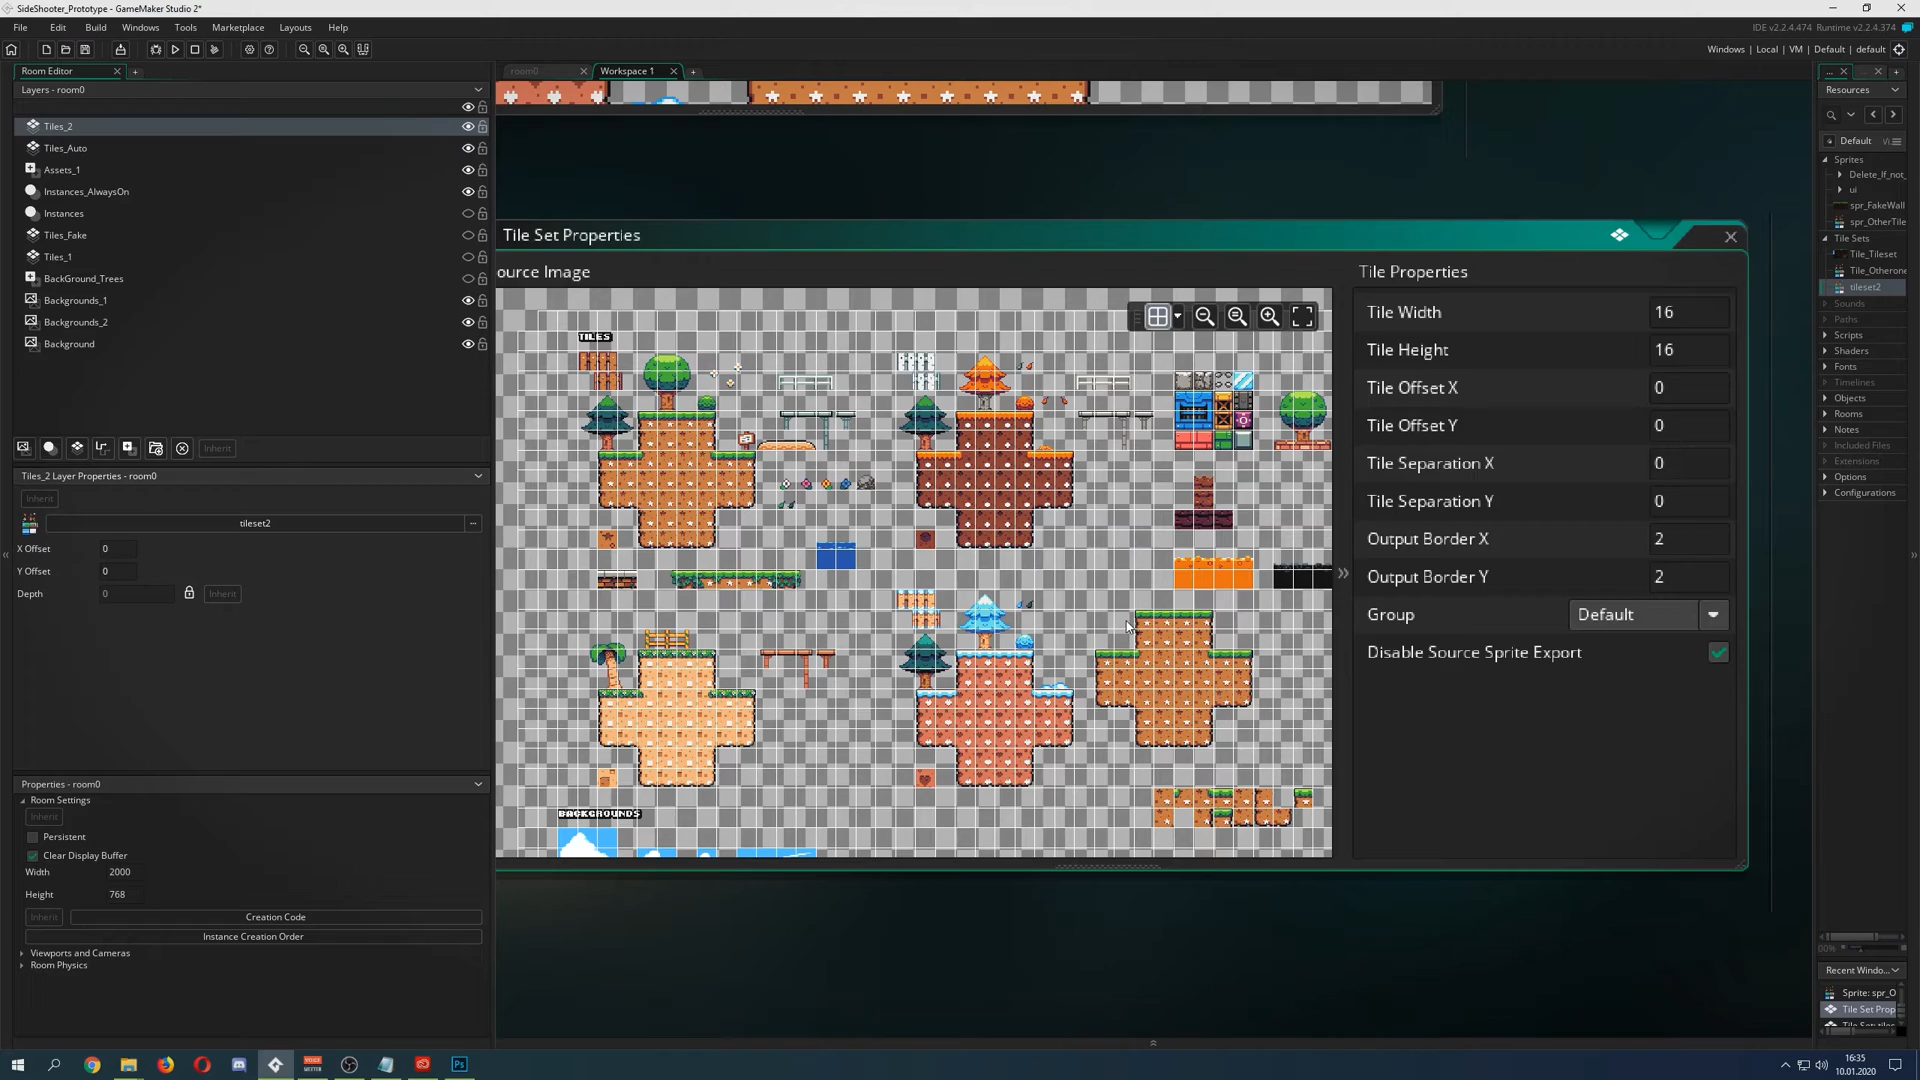 SideShooter_Prototype - GameMaker Studio 2*
File Edit Build Windows Tools Marketplace Layouts Help
IDE v2.2.4.474 Runtime v2.2.4.374
Windows | Local | VM | Default | default
Room Editor
room0
Workspace 1
Layers - room0
Tiles_2
Tiles_Auto
Assets_1
Instances_AlwaysOn
Instances
Tiles_Fake
Tiles_1
BackGround_Trees
Backgrounds_1
Backgrounds_2
Background
Inherit
Tiles_2 Layer Properties - room0
Inherit
tileset2
...
X Offset 0
Y Offset 0
Depth 0 Inherit
Properties - room0
Room Settings
Inherit
Persistent
Clear Display Buffer
Width 2000
Height 768
Inherit Creation Code
Instance Creation Order
Viewports and Cameras
Room Physics
Tile Set Properties
ource Image
TILES
BACKGROUNDS
Tile Properties
Tile Width 16
Tile Height 16
Tile Offset X 0
Tile Offset Y 0
Tile Separation X 0
Tile Separation Y 0
Output Border X 2
Output Border Y 2
Group Default
Disable Source Sprite Export
...
Resources
Default
Sprites
Delete_If_not_
ui
spr_FakeWall
spr_OtherTile
Tile Sets
Tile_Tileset
Tile_Otherone
tileset2
Sounds
Paths
Scripts
Shaders
Fonts
Timelines
Objects
Rooms
Notes
Included Files
Extensions
Options
Configurations
Recent Windo...
Sprite: spr_O
Tile Set Prop
16:35
10.01.2020